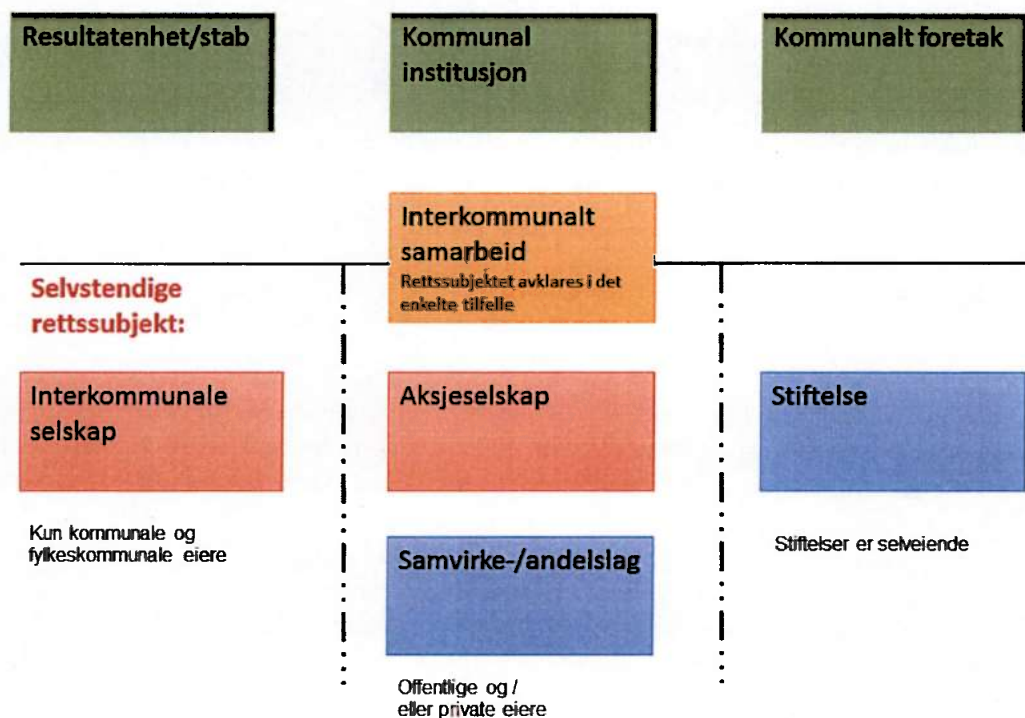 Resultatenhet/stab
Kommunal
institusjon
Kommunalt foretak
Interkommunalt
samarbeid
Rettssubjektet avklares i det
enkelte tilfelle
Selvstendige
rettssubjekt:
Interkommunale
selskap
Aksjeselskap
Stiftelse
Kun kommunale og
fylkeskommunale eiere
Samvirke-/andelslag
Stiftelser er selveiende
Offentlige og /
eller private eiere